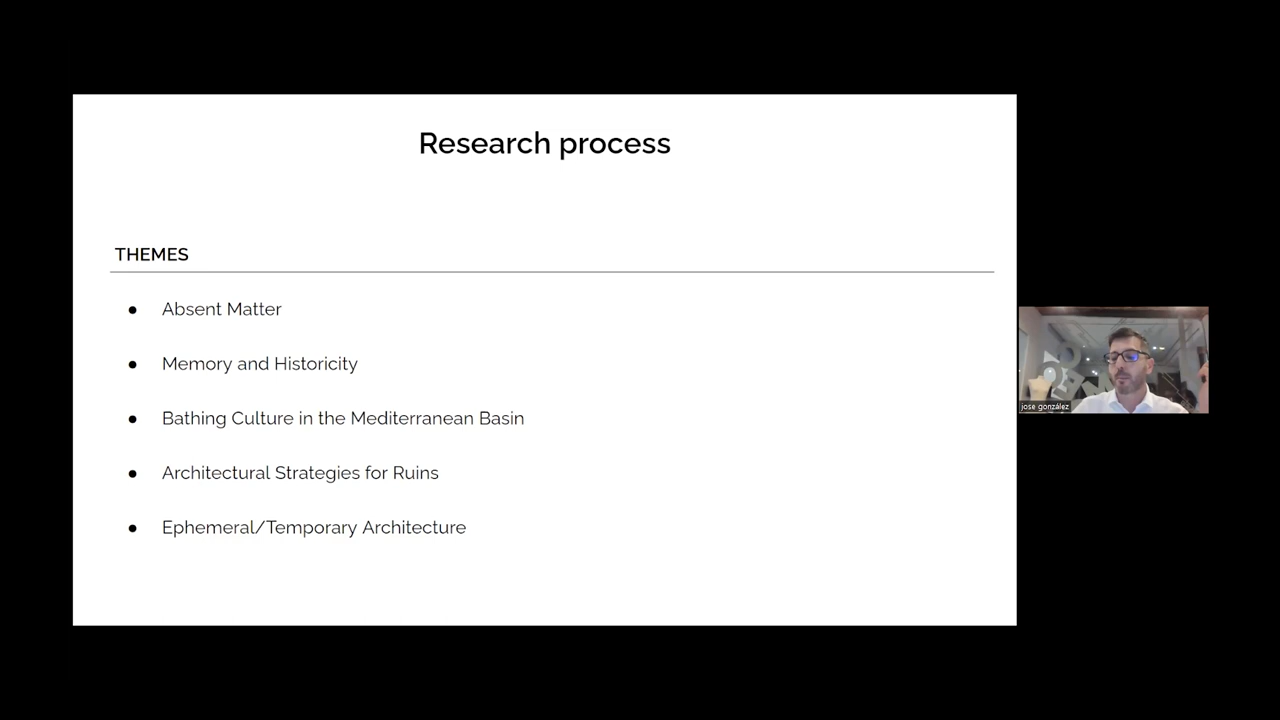 Research process
THEMES
● Absent Matter
● Memory and Historicity
● Bathing Culture in the Mediterranean Basin
● Architectural Strategies for Ruins
● Ephemeral/Temporary Architecture
jose gonzález